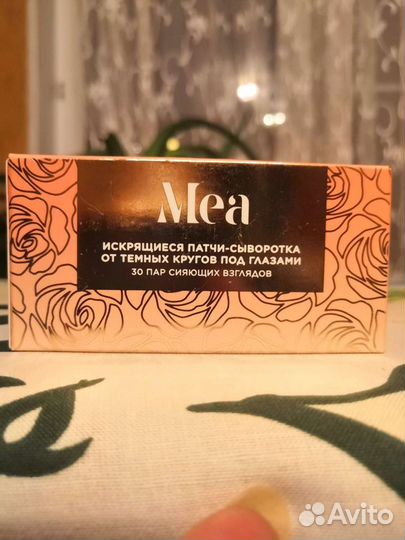 Mea
ИСКРЯЩИЕСЯ ПАТЧИ-СЫВОРОТКА
ОТ ТЕМНЫХ КРУГОВ ПОД ГЛАЗАМИ
30 ПАР СИЯЮЩИХ ВЗГЛЯДОВ
Avito